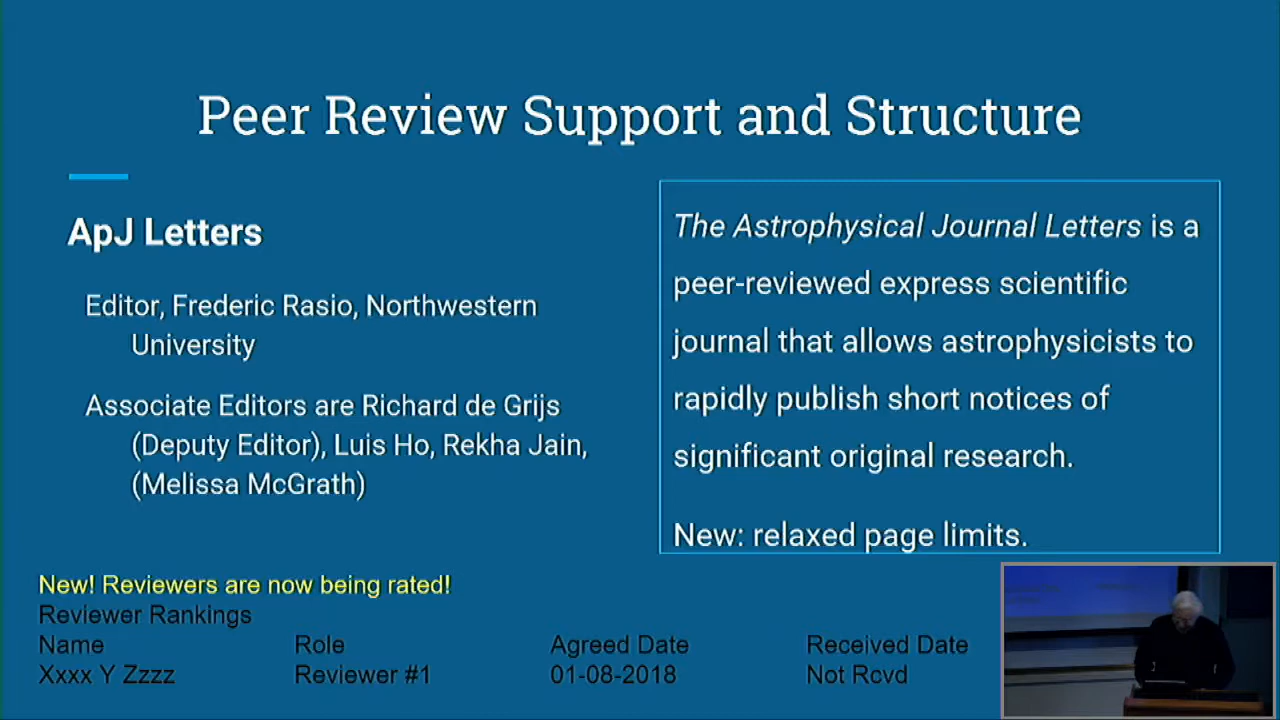 Peer Review Support and Structure
ApJ Letters
Editor, Frederic Rasio, Northwestern
University
Associate Editors are Richard de Grijs
(Deputy Editor), Luis Ho, Rekha Jain,
(Melissa McGrath)
The Astrophysical Journal Letters is a
peer-reviewed express scientific
journal that allows astrophysicists to
rapidly publish short notices of
significant original research.
New: relaxed page limits.
New! Reviewers are now being rated!
Reviewer Rankings
Name Role Agreed Date Received Date
Xxxx Y Zzzz Reviewer #1 01-08-2018 Not Rcvd